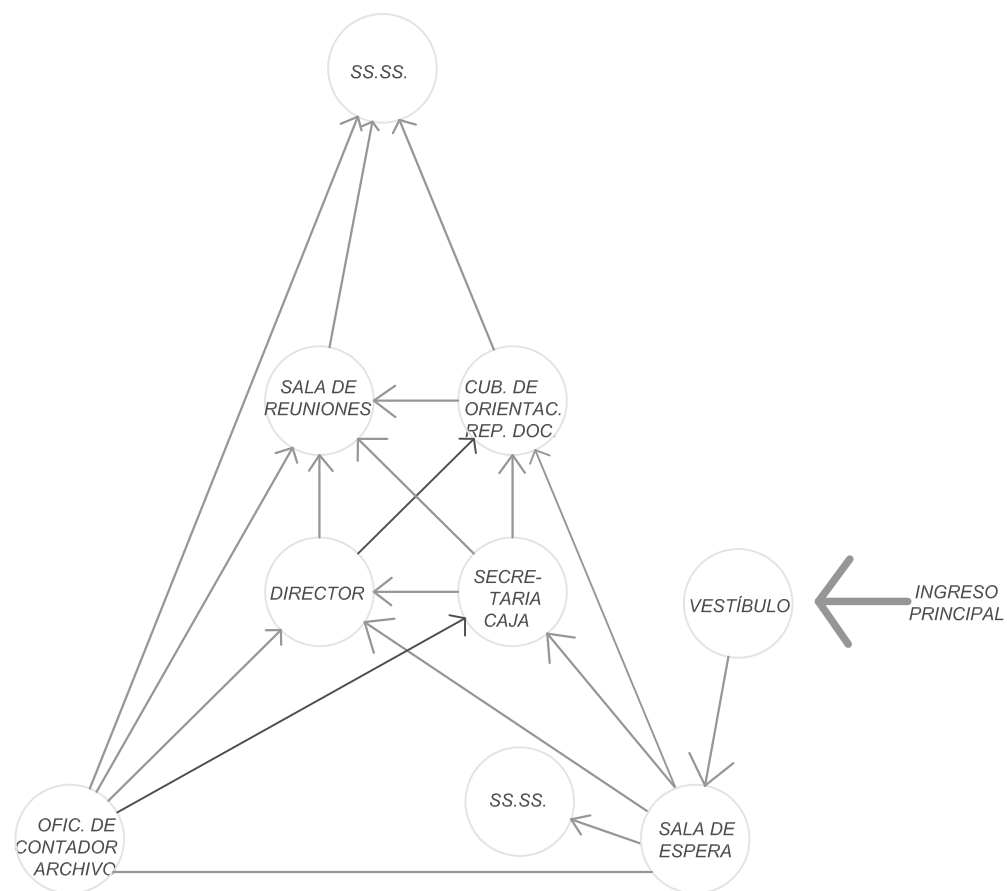 SS.SS.
SALA DE
REUNIONES
CUB. DE
ORIENTAC.
REP. DOC.
DIRECTOR
SECRE-
TARIA
CAJA
VESTÍBULO
INGRESO
PRINCIPAL
SS.SS.
OFIC. DE
CONTADOR
ARCHIVO
SALA DE
ESPERA